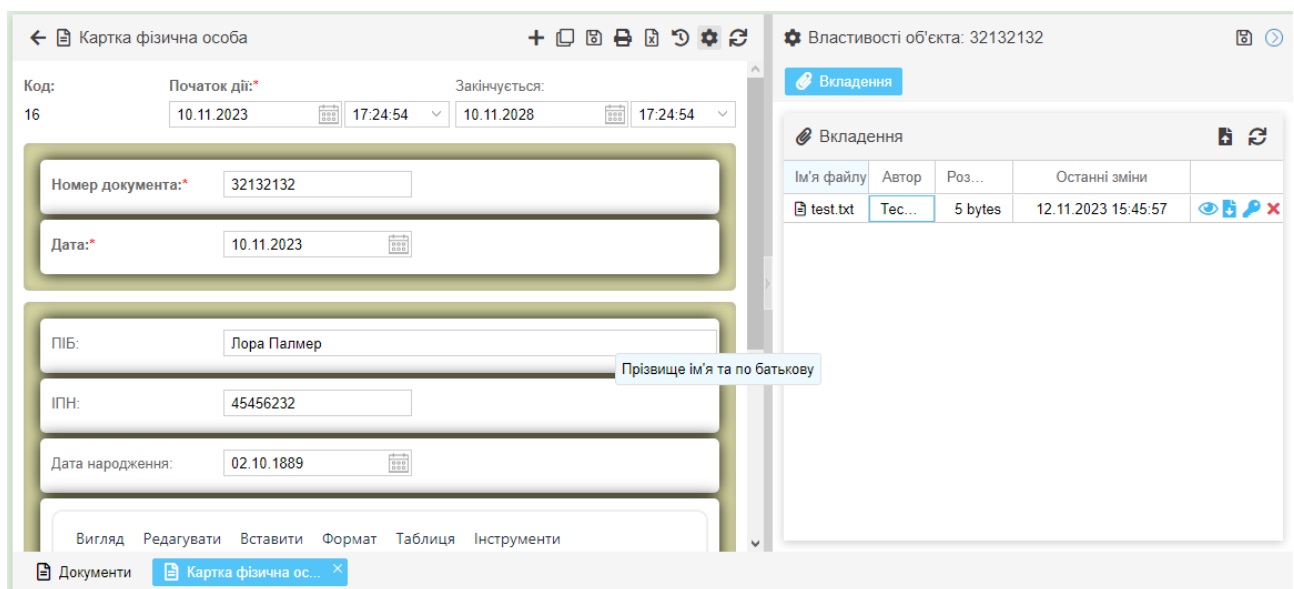 Картка фізична особа
Код:
Початок дії:*
Закінчується:
16
10.11.2023
17:24:54
10.11.2028
17:24:54
Номер документа:*
32132132
Дата:*
10.11.2023
ПІБ:
Лора Палмер
Прізвище ім'я та по батькову
ІПН:
45456232
Дата народження:
02.10.1889
Вигляд Редагувати Вставити Формат Таблиця Інструменти
Властивості об'єкта: 32132132
Вкладення
Вкладення
Ім'я файлу
Автор
Роз...
Останні зміни
test.txt
Тес...
5 bytes
12.11.2023 15:45:57
Документи
Картка фізична ос...